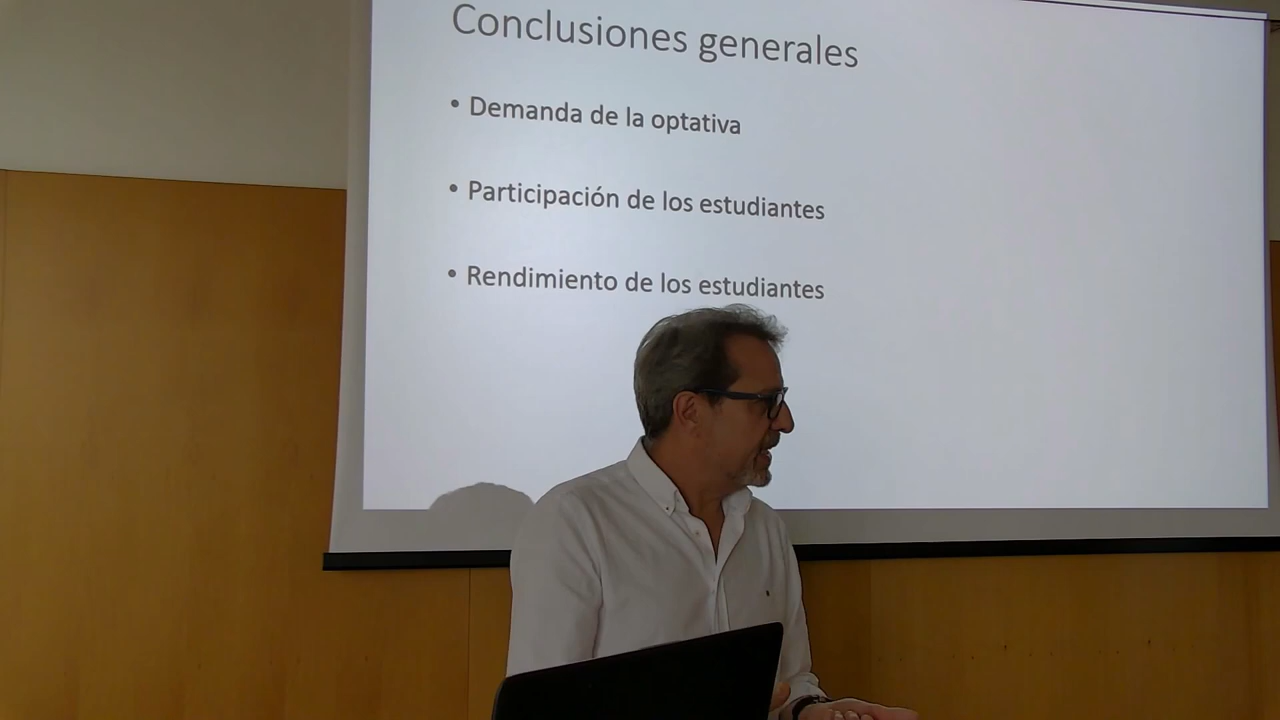 Conclusiones generales
• Demanda de la optativa
• Participación de los estudiantes
• Rendimiento de los estudiantes